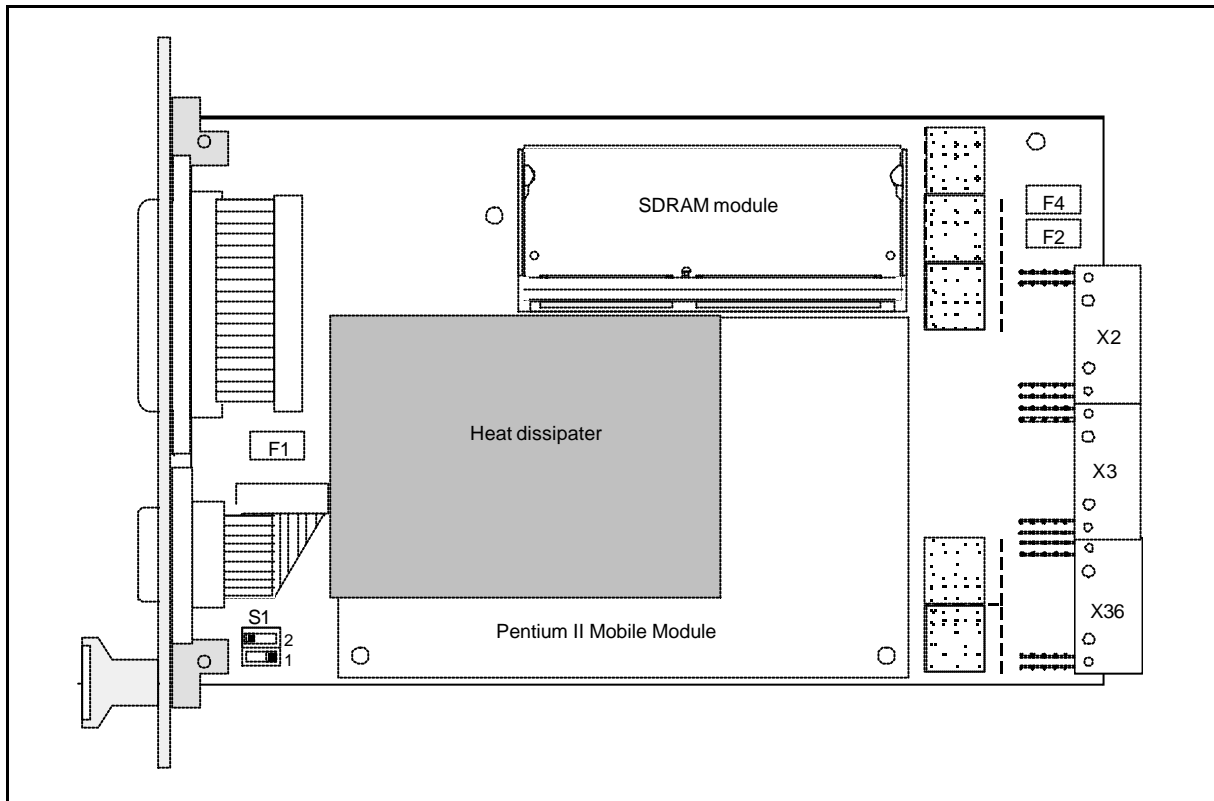 SDRAM module
F4
F2
X2
Heat dissipater
F1
X3
S1
2
1
Pentium II Mobile Module
X36